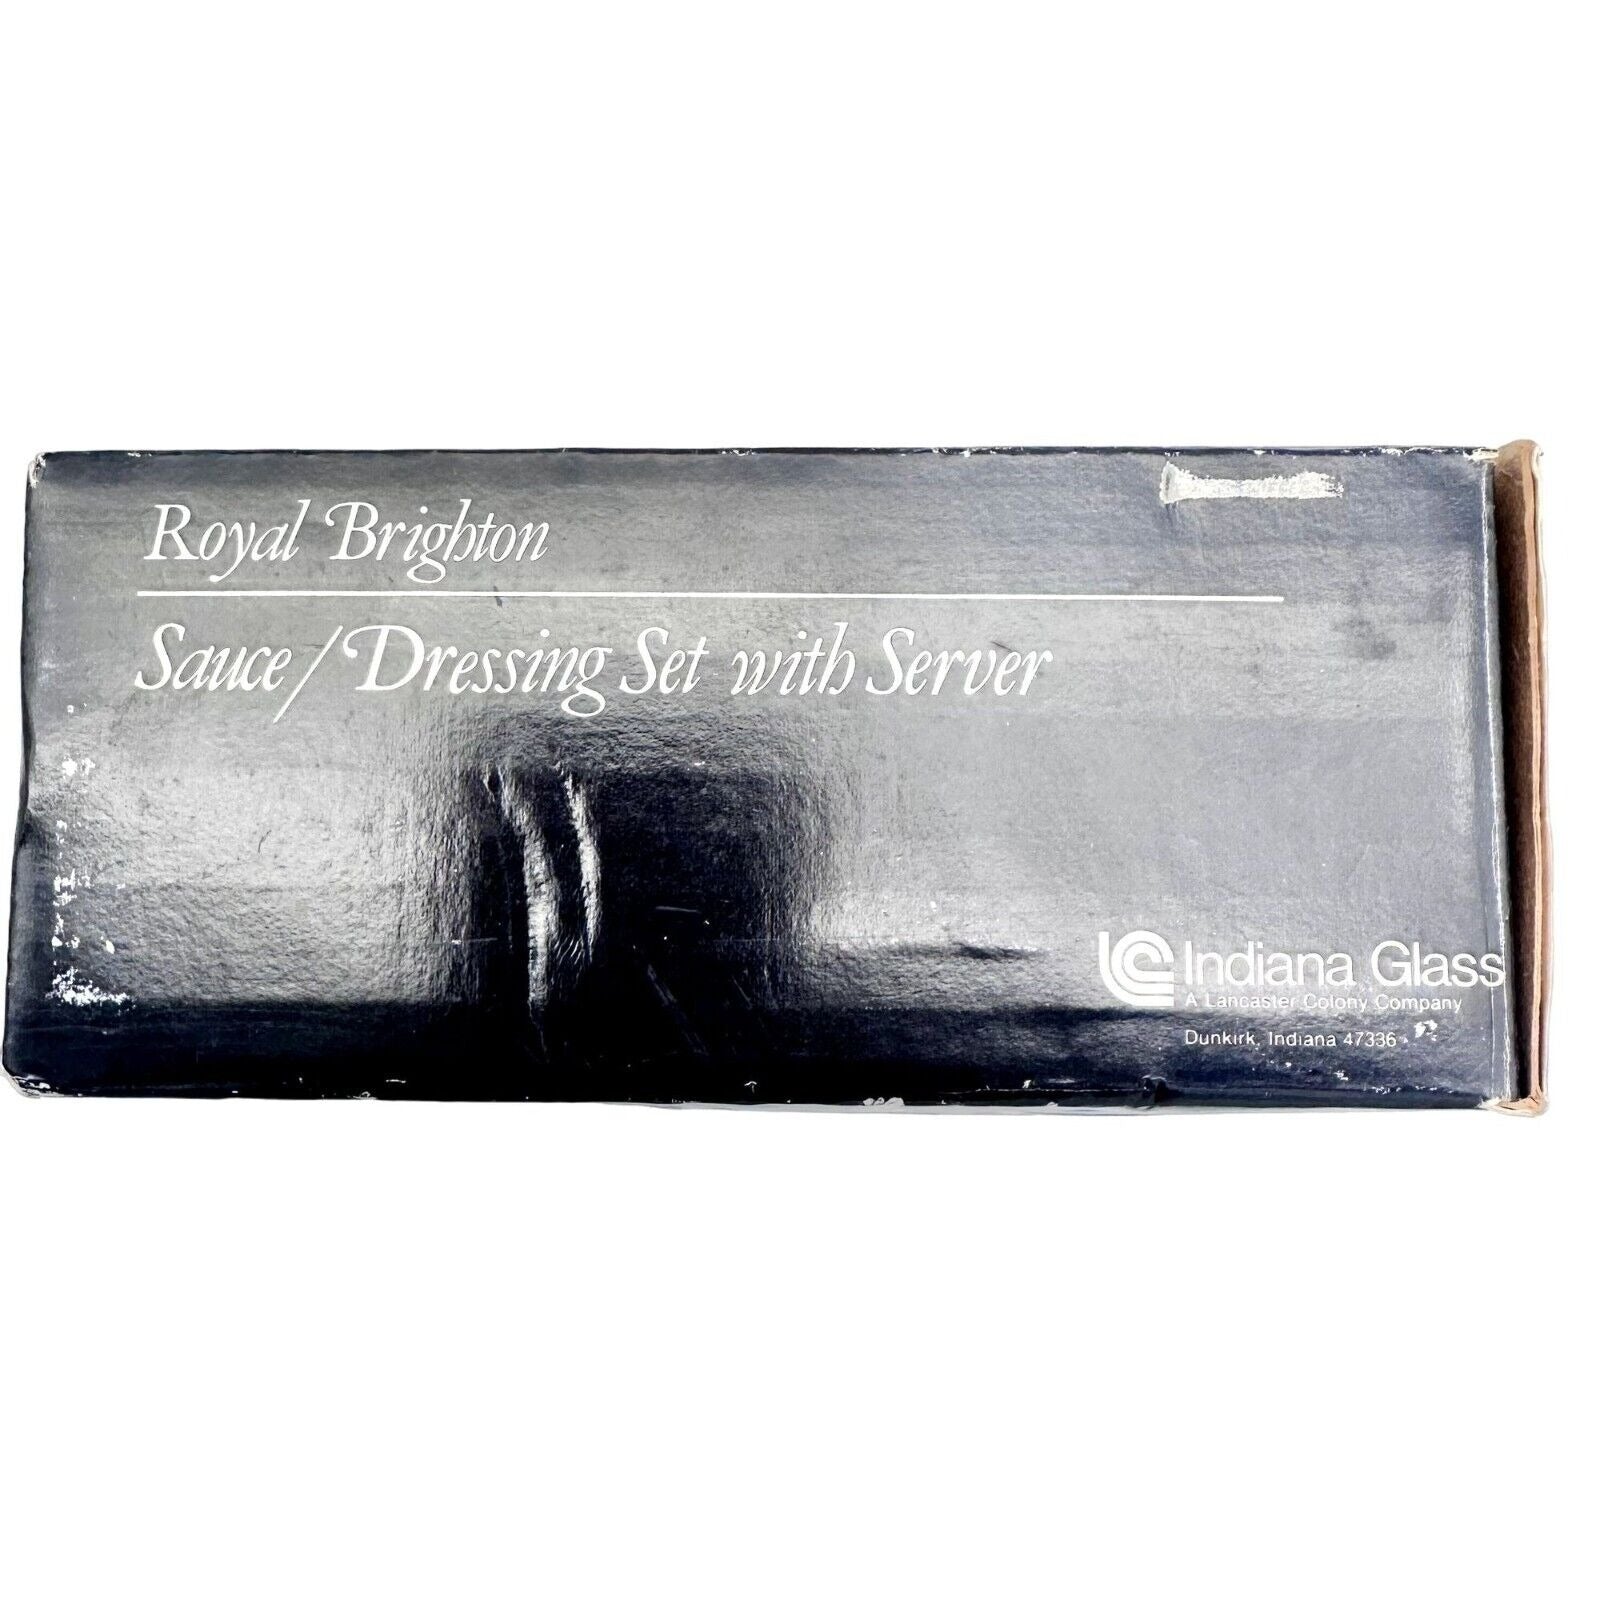 Royal Brighton
Sauce/Dressing Set with Server
Indiana Glass
A Lancaster Colony Company
Dunkirk, Indiana 47336